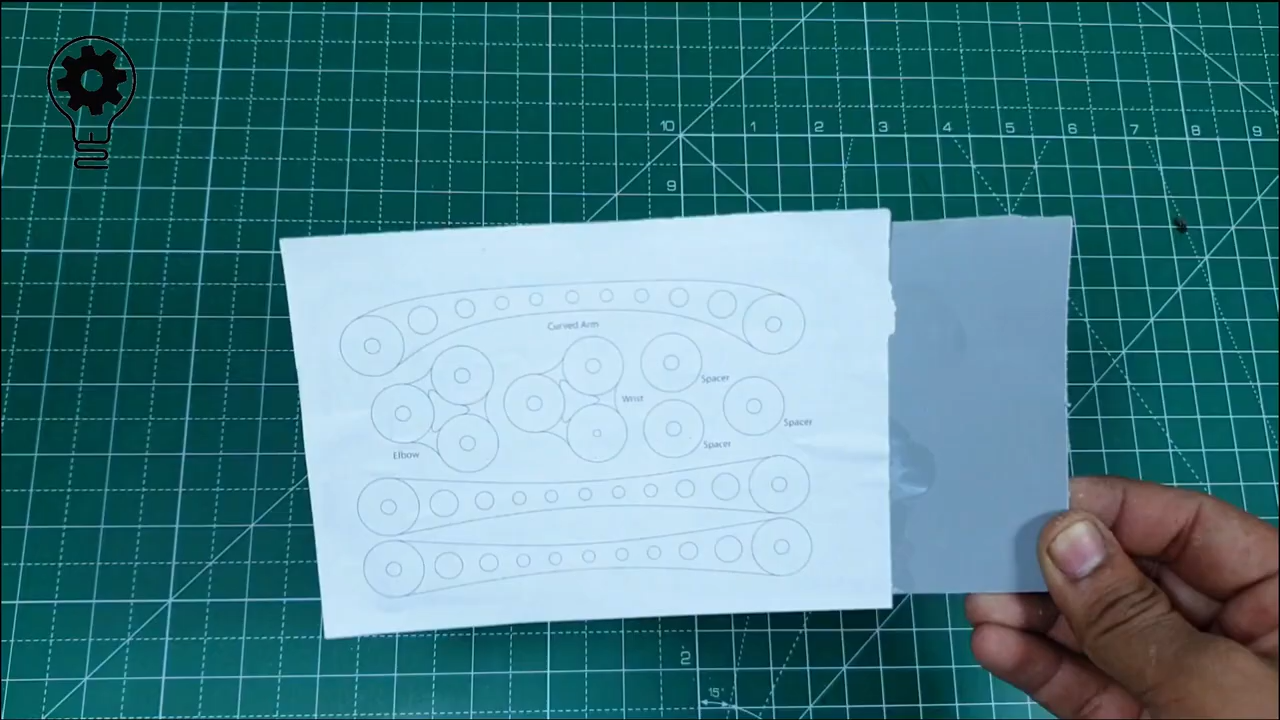 10 1 2 3 4 5 6 7 8 9
9
Curved Arm
Spacer
Wrist
Spacer
Spacer
Elbow
2
15°